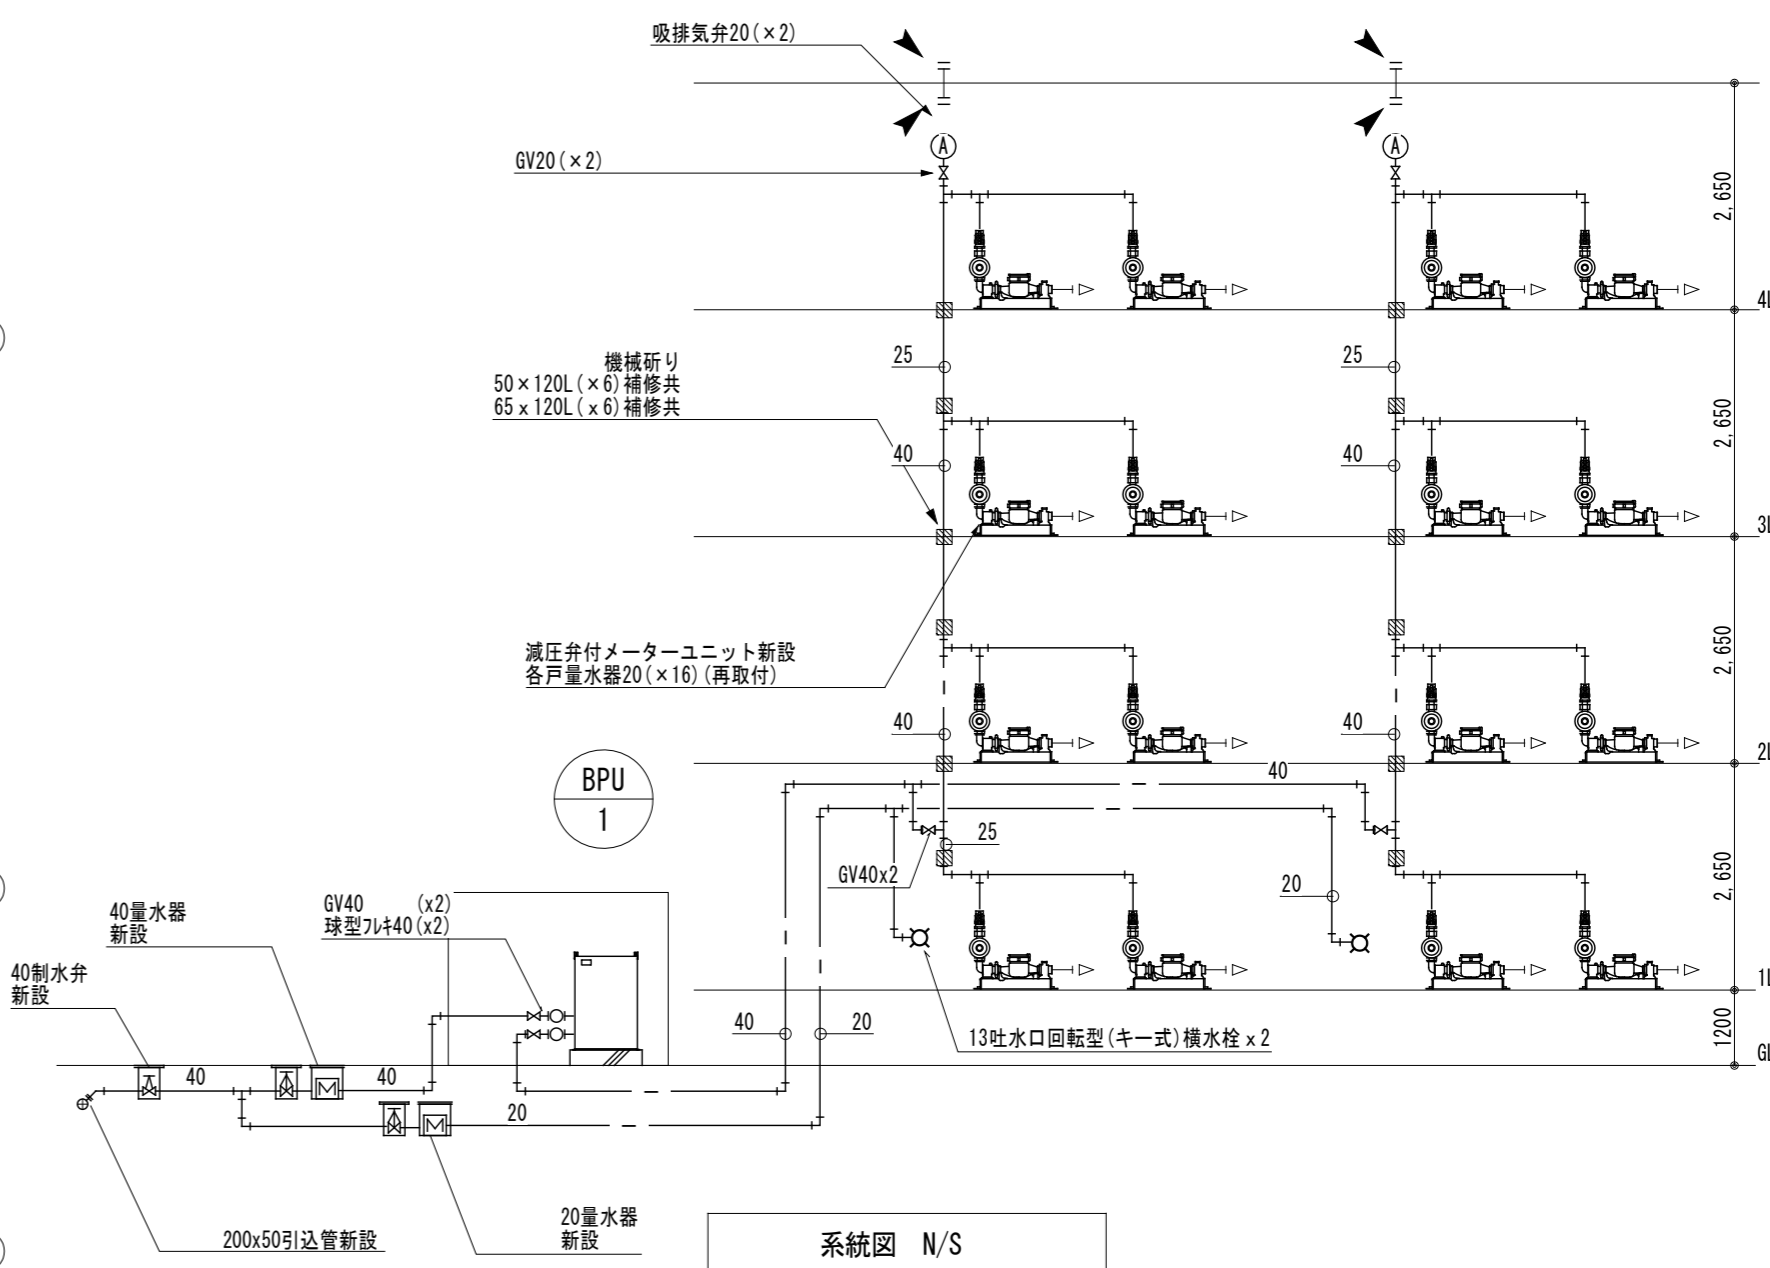 吸排気弁20(×2)
A
A
GV20(×2)
2,650
4L
機械斫り
50×120L(×6)補修共
65x120L(x6)補修共
25
25
40
40
2,650
3L
減圧弁付メーターユニット新設
各戸量水器20(×16)(再取付)
40
40
2,650
2L
BPU
1
40
25
GV40x2
20
2,650
GV40 (x2)
球型フレキ40(x2)
40量水器
新設
40制水弁
新設
1L
40
20
13吐水口回転型(キー式)横水栓x2
1200
GL
40
40
20
200x50引込管新設
20量水器
新設
系統図 N/S